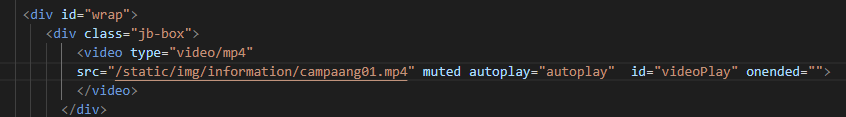 <div id="wrap">
<div class="jb-box">
<video type="video/mp4"
src="/static/img/information/campaang01.mp4" muted autoplay="autoplay"  id="videoPlay" onended="">
</video>
</div>